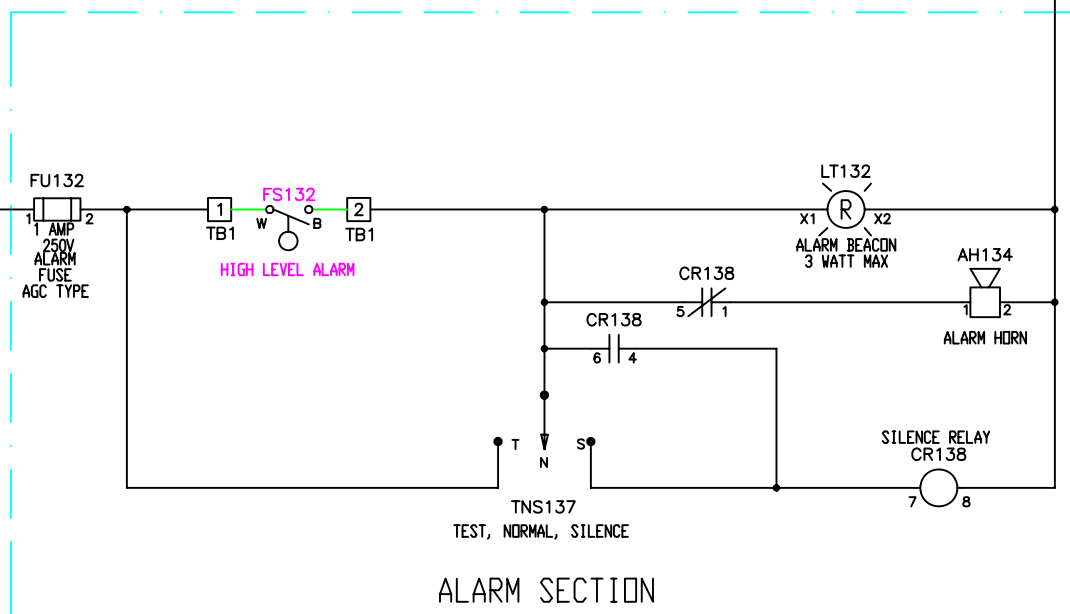 FU132
1 2
1 AMP
250V
ALARM
FUSE
AGC TYPE
1
TB1
FS132
W B
2
TB1
HIGH LEVEL ALARM
LT132
X1 R X2
ALARM BEACON
3 WATT MAX
CR138
5 1
AH134
1 2
ALARM HORN
CR138
6 4
T
N
S
TNS137
TEST, NORMAL, SILENCE
SILENCE RELAY
CR138
7 8
ALARM SECTION